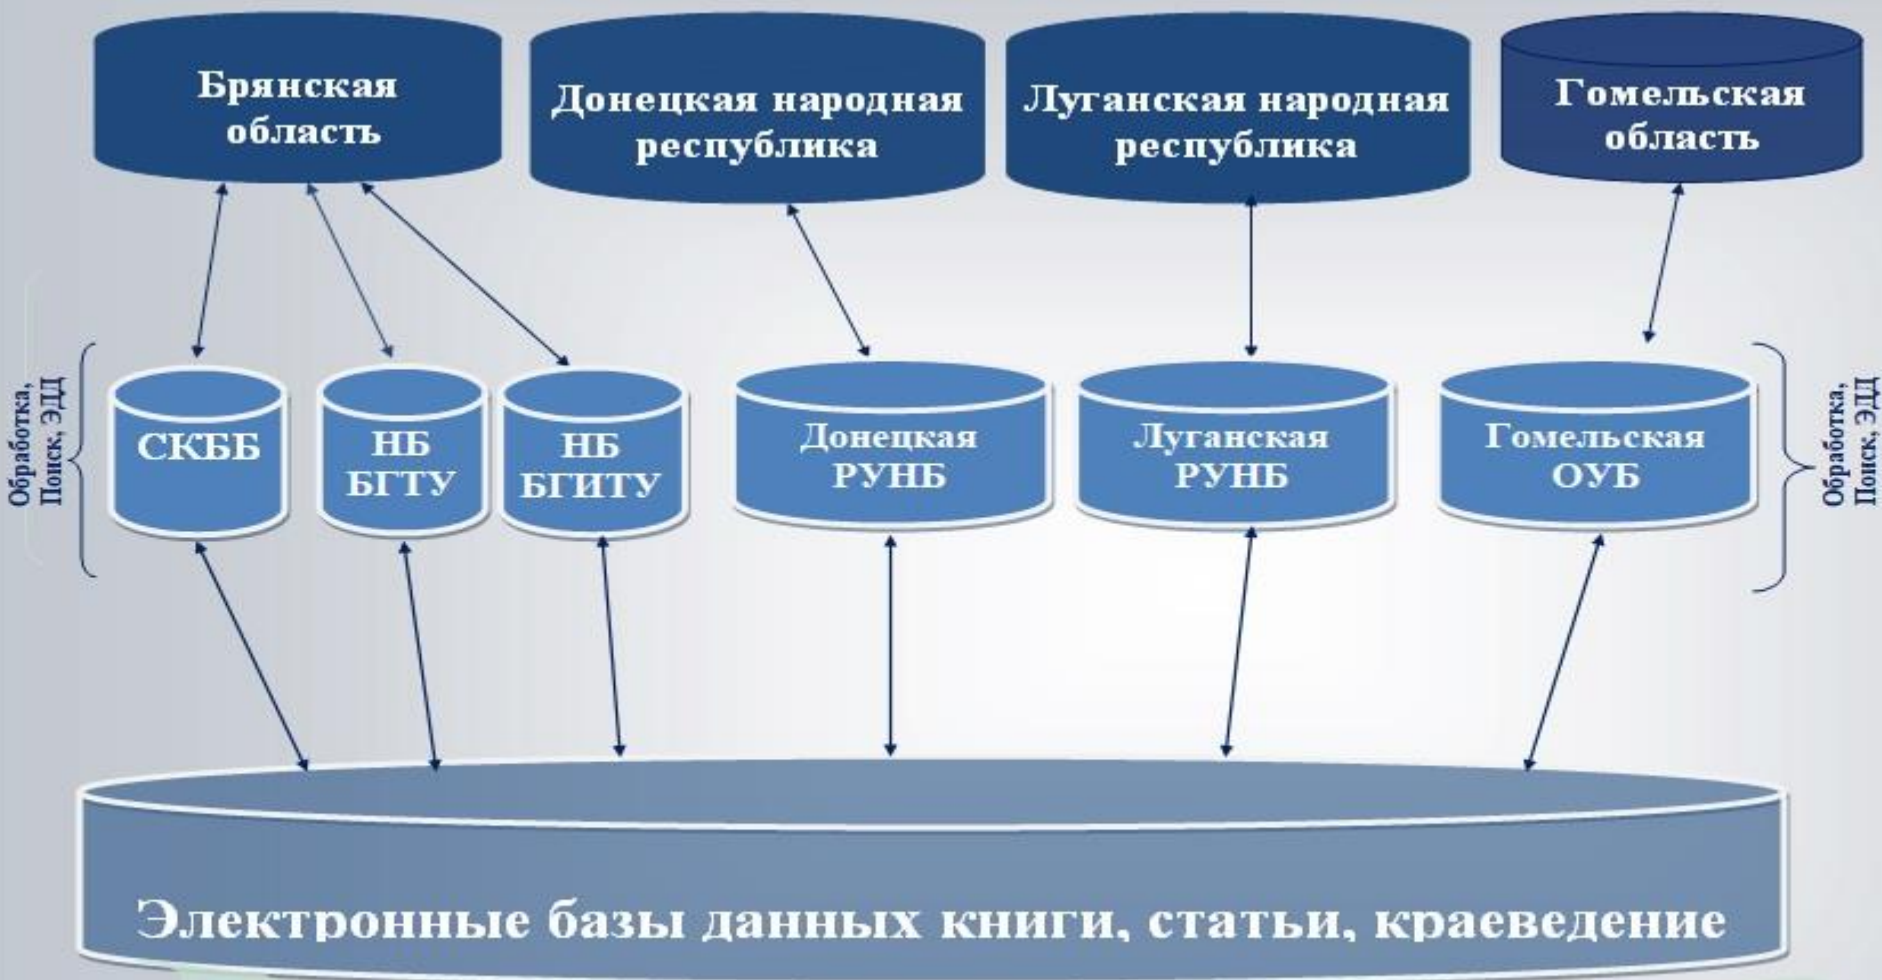 Брянская
область
Донецкая народная
республика
Луганская народная
республика
Гомельская
область
Обработка,
Поиск, ЭДД
СКББ
НБ
БГТУ
НБ
БГИТУ
Донецкая
РУНБ
Луганская
РУНБ
Гомельская
ОУБ
Обработка,
Поиск, ЭДД
Электронные базы данных книги, статьи, краеведение